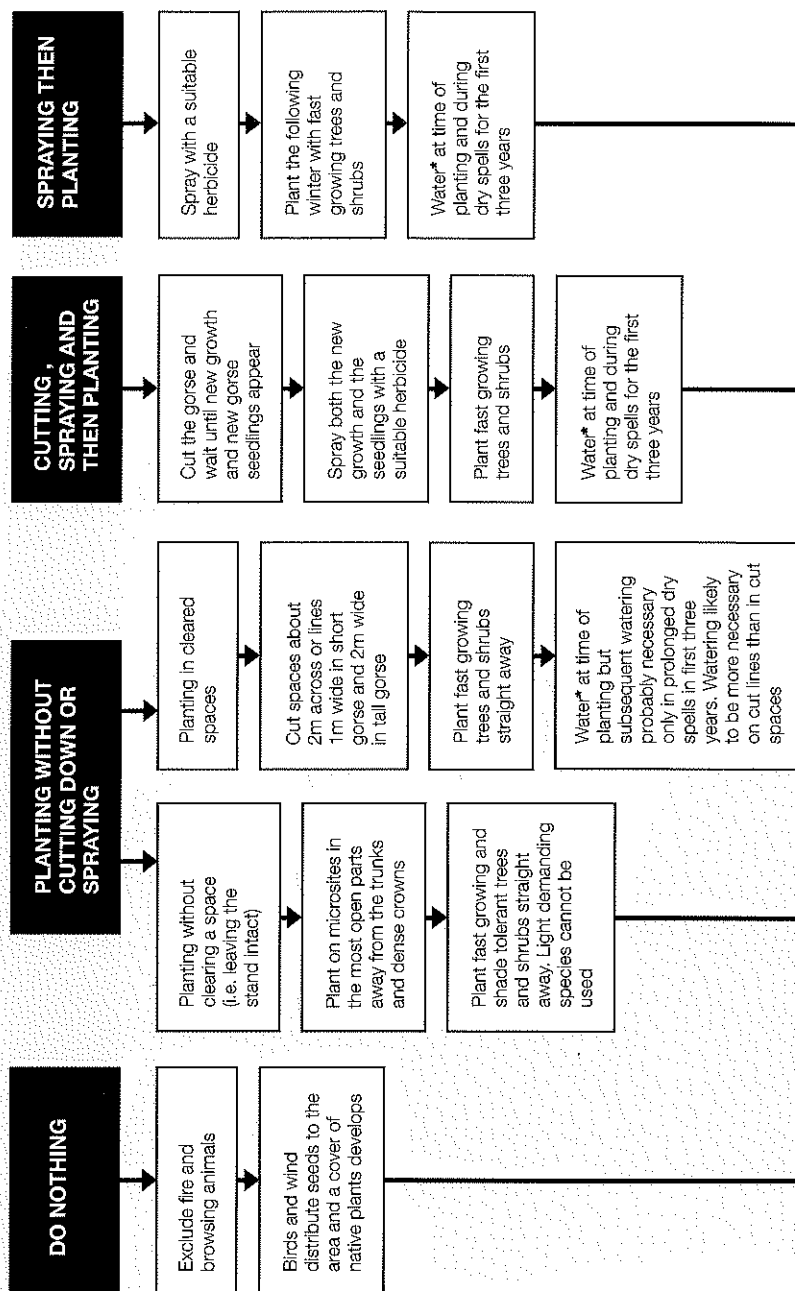 DO NOTHING
Exclude fire and
browsing animals
Birds and wind
distribute seeds to the
area and a cover of
native plants develops
PLANTING WITHOUT
CUTTING DOWN OR
SPRAYING
Planting without
clearing a space
(i.e. leaving the
stand intact)
Plant on microsites in
the most open parts
away from the trunks
and dense crowns
Plant fast growing and
shade tolerant trees
and shrubs straight
away. Light demanding
species cannot be
used
Planting in cleared
spaces
Cut spaces about
2m across or lines
1m wide in short
gorse and 2m wide
in tall gorse
Plant fast growing
trees and shrubs
straight away
Water* at time of
planting but
subsequent watering
probably necessary
only in prolonged dry
spells in first three
years. Watering likely
to be more necessary
on cut lines than in cut
spaces
CUTTING ,
SPRAYING AND
THEN PLANTING
Cut the gorse and
wait until new growth
and new gorse
seedlings appear
Spray both the new
growth and the
seedlings with a
suitable herbicide
Plant fast growing
trees and shrubs
Water* at time of
planting and during
dry spells for the first
three years
SPRAYING THEN
PLANTING
Spray with a suitable
herbicide
Plant the following
winter with fast
growing trees and
shrubs
Water* at time of
planting and during
dry spells for the first
three years